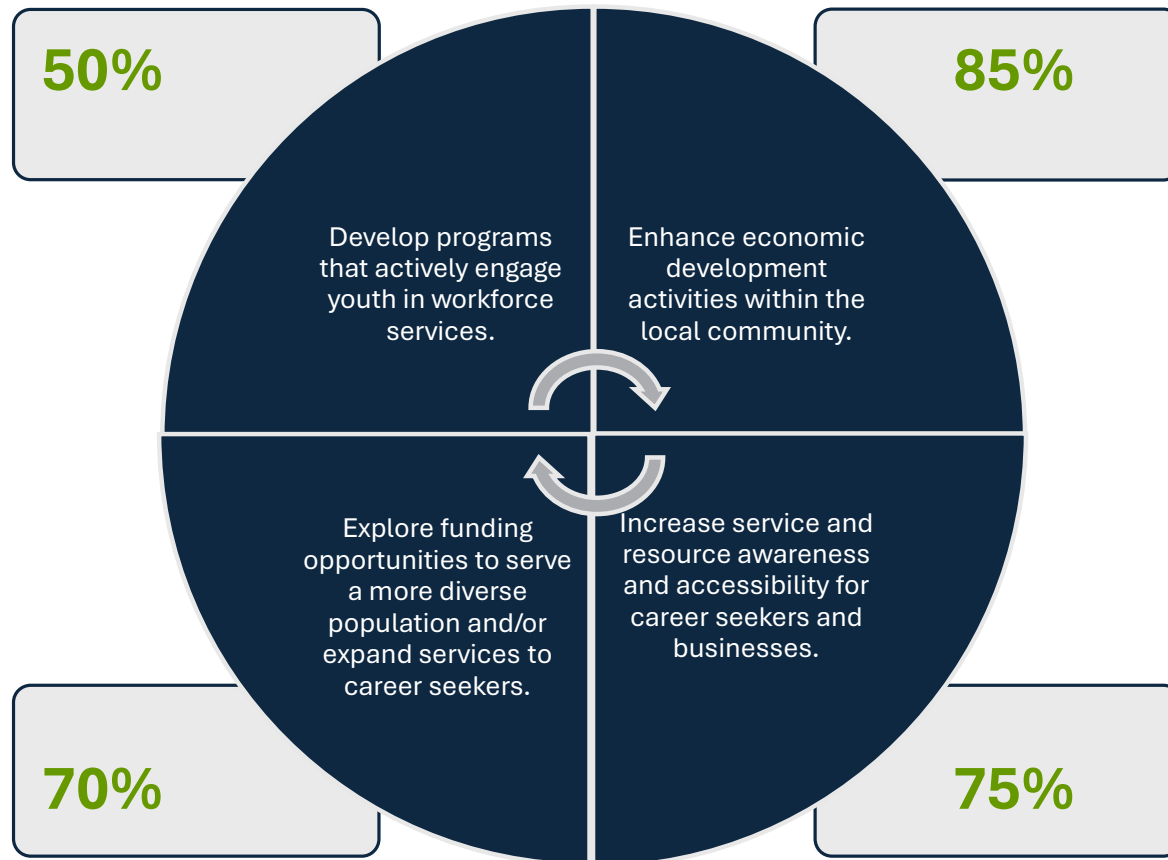 50%
85%
Develop programs
that actively engage
youth in workforce
services.
Enhance economic
development
activities within the
local community.
Explore funding
opportunities to serve
a more diverse
population and/or
expand services to
career seekers.
Increase service and
resource awareness
and accessibility for
career seekers and
businesses.
70%
75%